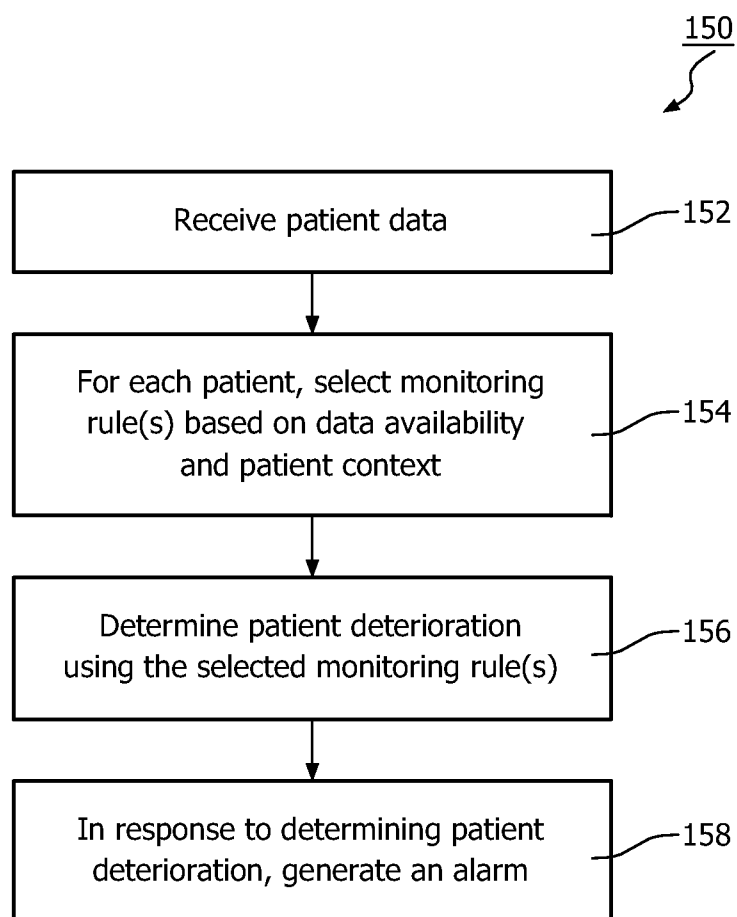 150
Receive patient data
152
For each patient, select monitoring
rule(s) based on data availability
and patient context
154
Determine patient deterioration
using the selected monitoring rule(s)
156
In response to determining patient
deterioration, generate an alarm
158